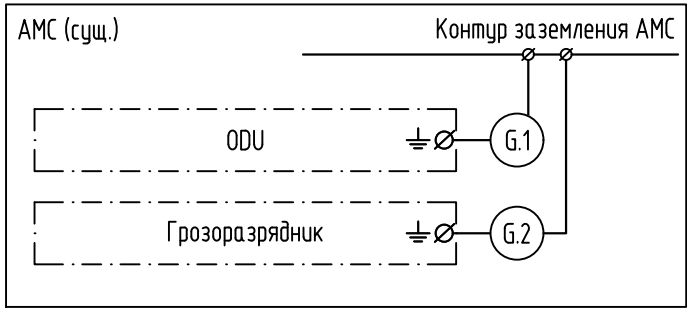 АМС (сущ.)
Контур заземления АМС
ODU
G.1
Грозоразрядник
G.2